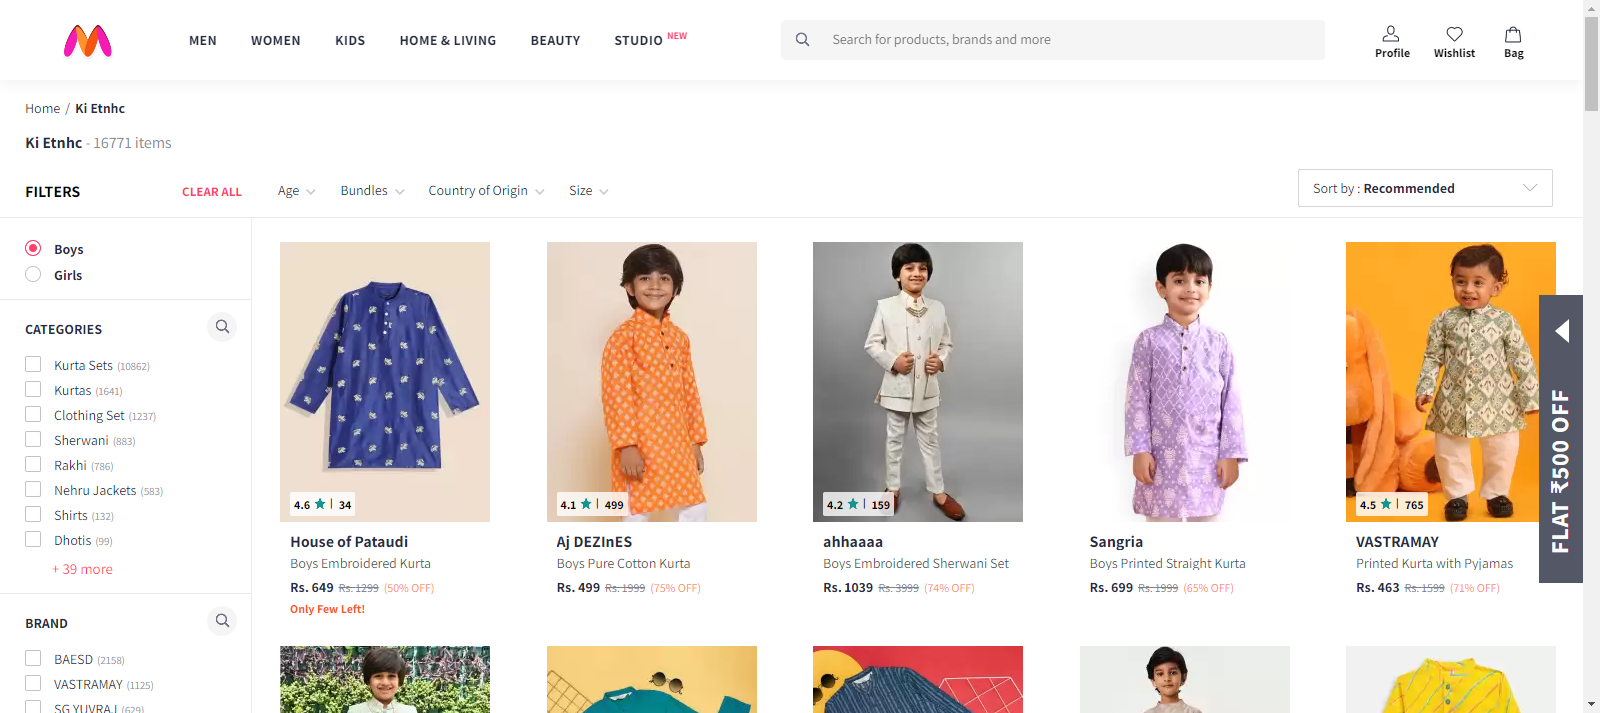 MEN WOMEN KIDS HOME & LIVING BEAUTY STUDIO NEW Search for products, brands and more Profile Wishlist Bag
Home / Ki Etnhc
Ki Etnhc - 16771 items
FILTERS CLEAR ALL Age Bundles Country of Origin Size Sort by : Recommended
Boys
Girls
CATEGORIES
Kurta Sets (10862)
Kurtas (1641)
Clothing Set (1237)
Sherwani (883)
Rakhi (786)
Nehru Jackets (583)
Shirts (132)
Dhotis (99)
+ 39 more
BRAND
BAESD (2158)
VASTRAMAY (1125)
SG YUVRAJ (629)
4.6 | 34
House of Pataudi
Boys Embroidered Kurta
Rs. 649 Rs. 1299 (50% OFF)
Only Few Left!
4.1 | 499
Aj DEZInES
Boys Pure Cotton Kurta
Rs. 499 Rs. 1999 (75% OFF)
4.2 | 159
ahhaaaa
Boys Embroidered Sherwani Set
Rs. 1039 Rs. 3999 (74% OFF)
Sangria
Boys Printed Straight Kurta
Rs. 699 Rs. 1999 (65% OFF)
4.5 | 765
VASTRAMAY
Printed Kurta with Pyjamas
Rs. 463 Rs. 1599 (71% OFF)
FLAT ₹500 OFF